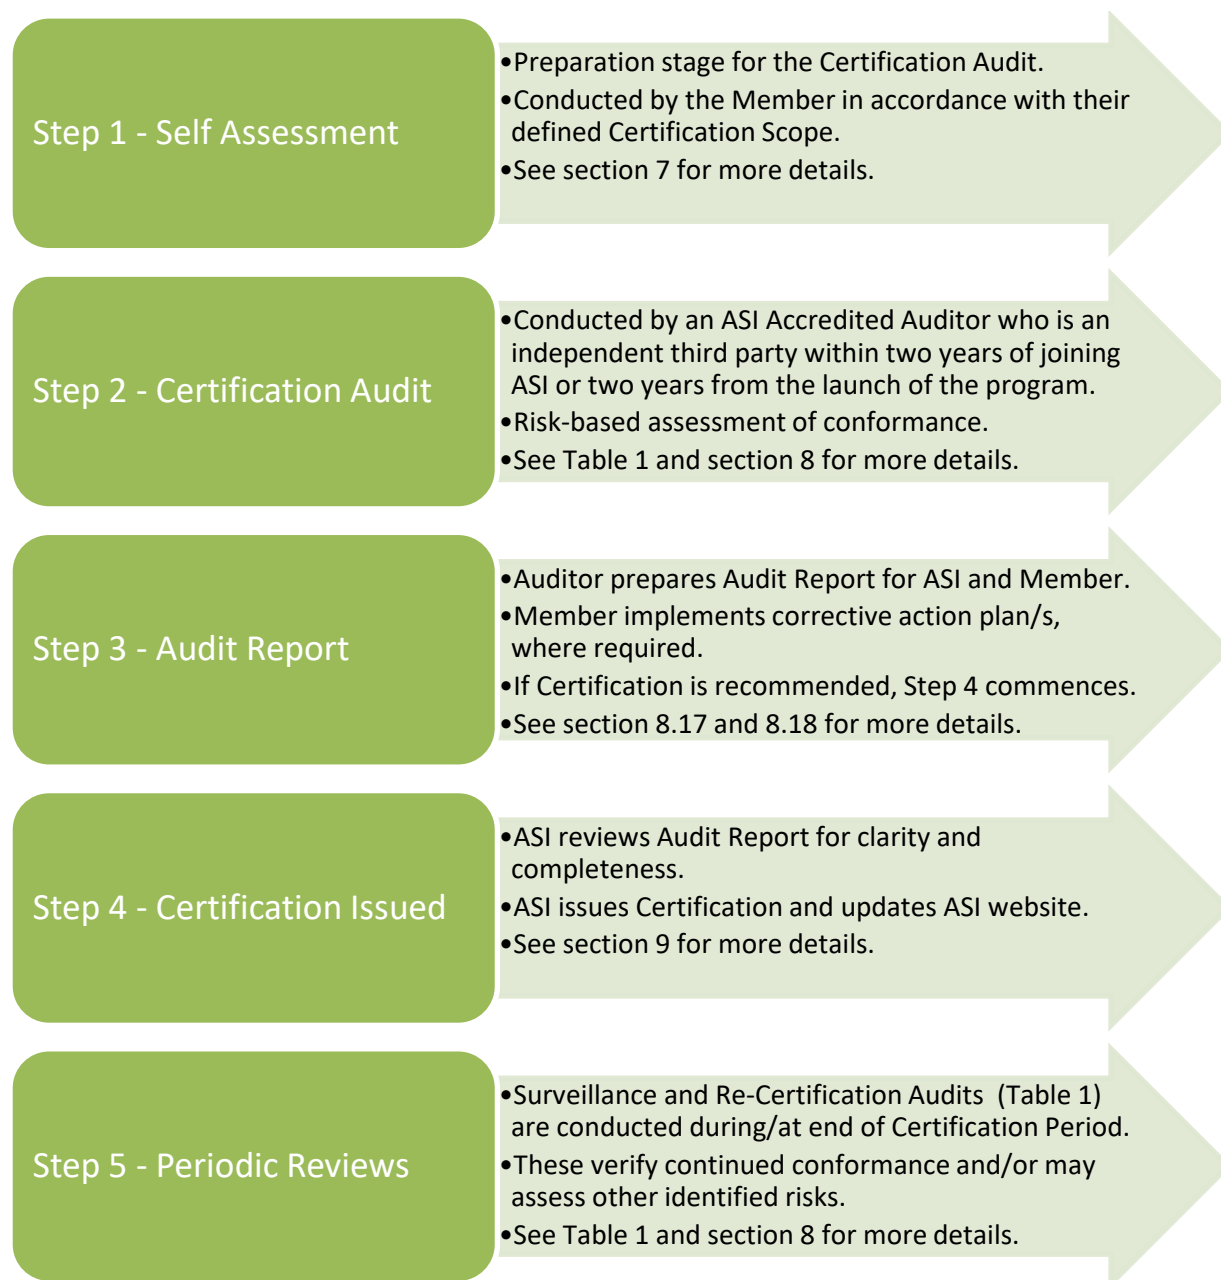 Step 1 - Self Assessment
•Preparation stage for the Certification Audit.
•Conducted by the Member in accordance with their
defined Certification Scope.
•See section 7 for more details.
Step 2 - Certification Audit
•Conducted by an ASI Accredited Auditor who is an
independent third party within two years of joining
ASI or two years from the launch of the program.
•Risk-based assessment of conformance.
•See Table 1 and section 8 for more details.
Step 3 - Audit Report
•Auditor prepares Audit Report for ASI and Member.
•Member implements corrective action plan/s,
where required.
•If Certification is recommended, Step 4 commences.
•See section 8.17 and 8.18 for more details.
Step 4 - Certification Issued
•ASI reviews Audit Report for clarity and
completeness.
•ASI issues Certification and updates ASI website.
•See section 9 for more details.
Step 5 - Periodic Reviews
•Surveillance and Re-Certification Audits  (Table 1)
are conducted during/at end of Certification Period.
•These verify continued conformance and/or may
assess other identified risks.
•See Table 1 and section 8 for more details.